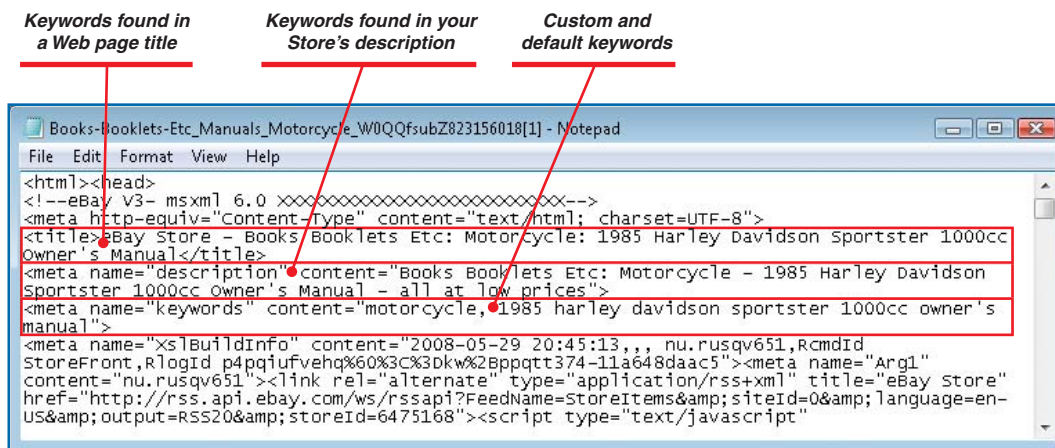 Keywords found in
a Web page title
Keywords found in your
Store's description
Custom and
default keywords
Books-Booklets-Etc_Manuals_Motorcycle_W0QQfsubZ823156018[1] - Notepad
File Edit Format View Help
<html><head>
<!--eBay V3- msxml 6.0 XXXXXXXXXXXXXXXXXXXXXXXXXX-->
<meta http-equiv="Content-Type" content="text/html; charset=UTF-8">
<title>eBay Store - Books Booklets Etc: Motorcycle: 1985 Harley Davidson Sportster 1000cc
Owner's Manual</title>
<meta name="description" content="Books Booklets Etc: Motorcycle - 1985 Harley Davidson
Sportster 1000cc Owner's Manual - all at low prices">
<meta name="keywords" content="motorcycle, 1985 harley davidson sportster 1000cc owner's
manual">
<meta name="XslBuildInfo" content="2008-05-29 20:45:13,,, nu.rusqv651,RcmdId
StoreFront,RlogId p4pqiufvehq%60%3C%3Dkw%2Bppqtt374-11a648daac5"><meta name="Arg1"
content="nu.rusqv651"><link rel="alternate" type="application/rss+xml" title="eBay Store"
href="http://rss.api.ebay.com/ws/rssapi?FeedName=StoreItems&amp;siteId=0&amp;language=en-
US&amp;output=RSS20&amp;storeId=6475168"><script type="text/javascript"